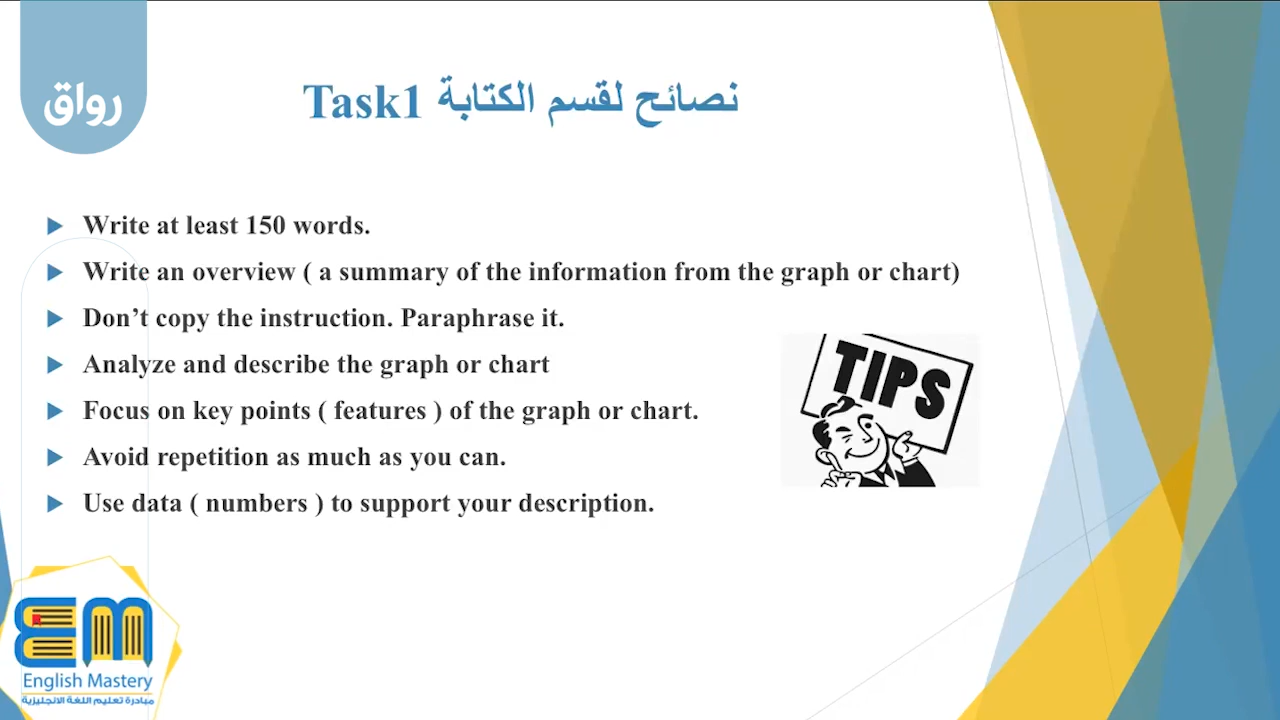 رواق
نصائح لقسم الكتابة Task1
Write at least 150 words.
Write an overview ( a summary of the information from the graph or chart)
Don’t copy the instruction. Paraphrase it.
Analyze and describe the graph or chart
Focus on key points ( features ) of the graph or chart.
Avoid repetition as much as you can.
Use data ( numbers ) to support your description.
TIPS
EM
English Mastery
مبادرة تعليم اللغة الانجليزية